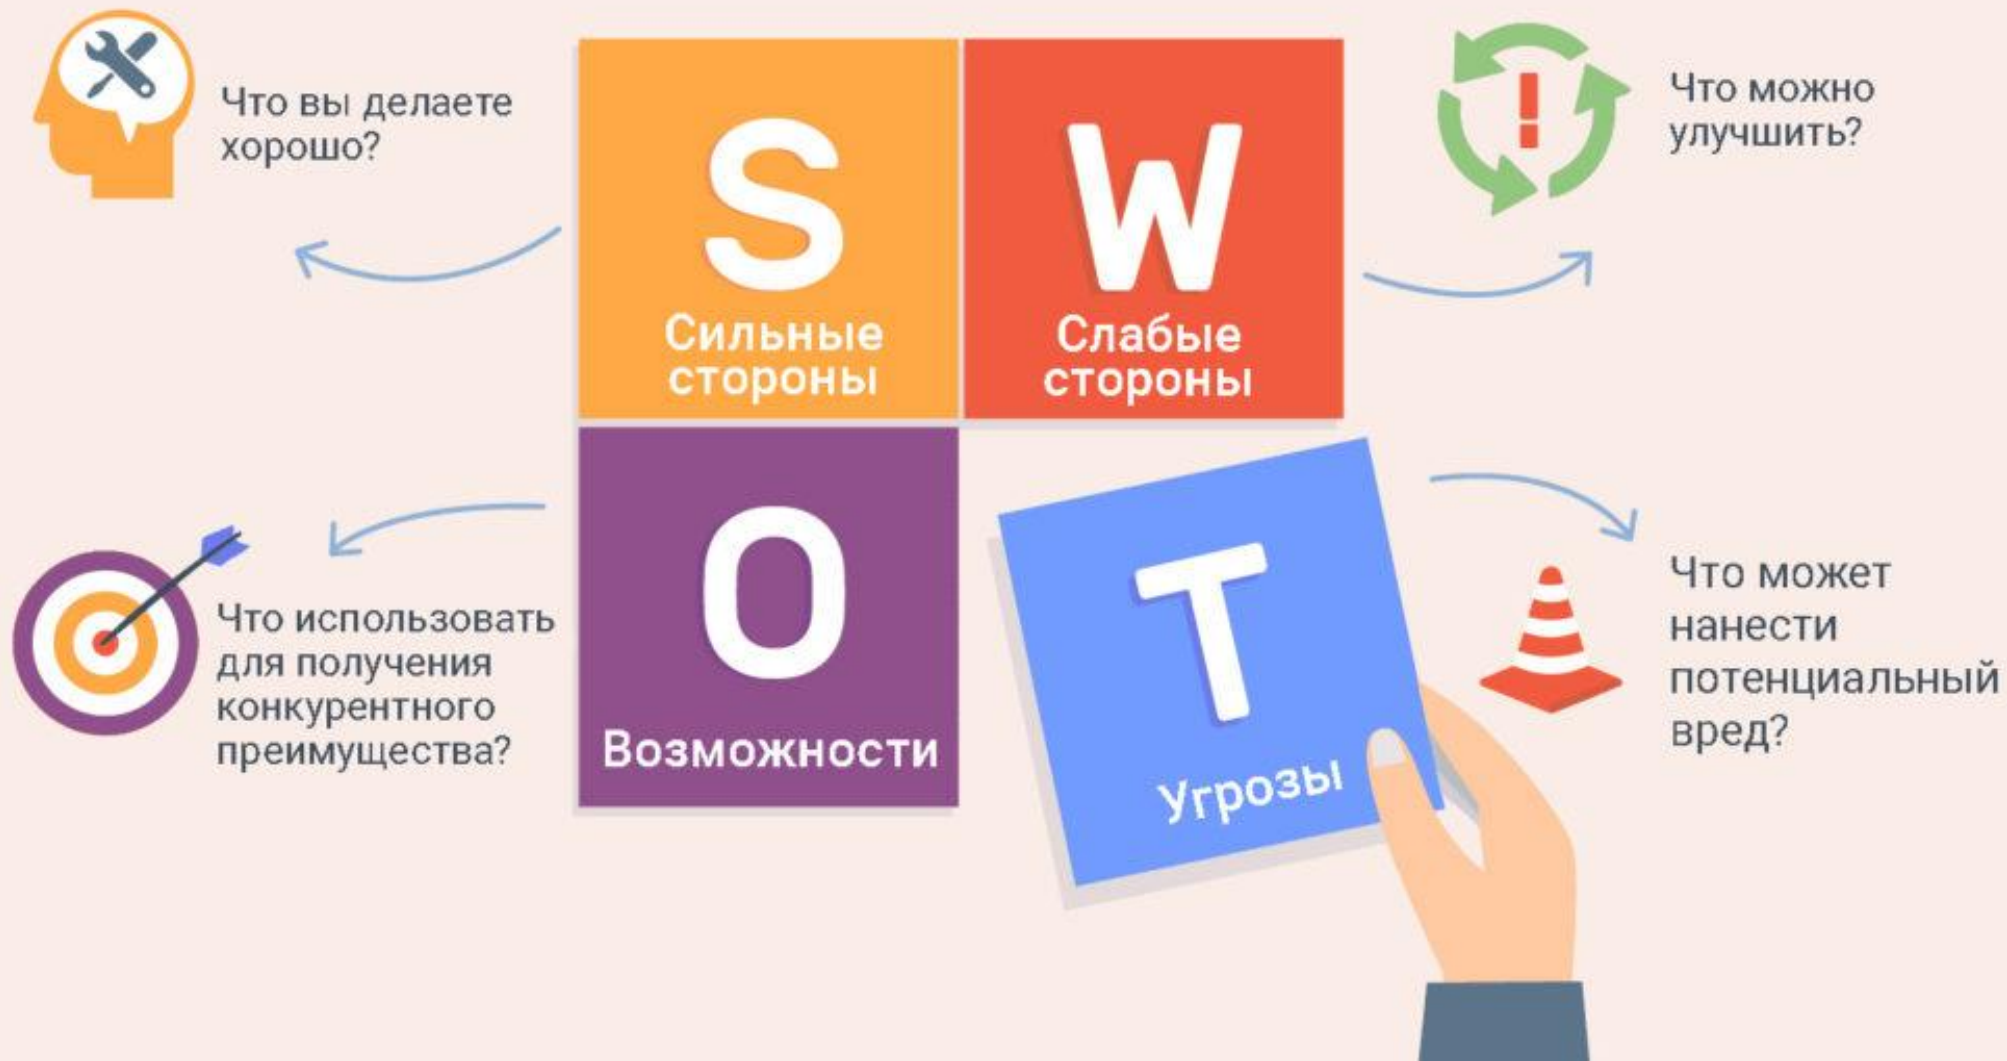 Что вы делаете
хорошо?
S
Сильные
стороны
W
Слабые
стороны
Что можно
улучшить?
Что использовать
для получения
конкурентного
преимущества?
O
Возможности
T
Угрозы
Что может
нанести
потенциальный
вред?